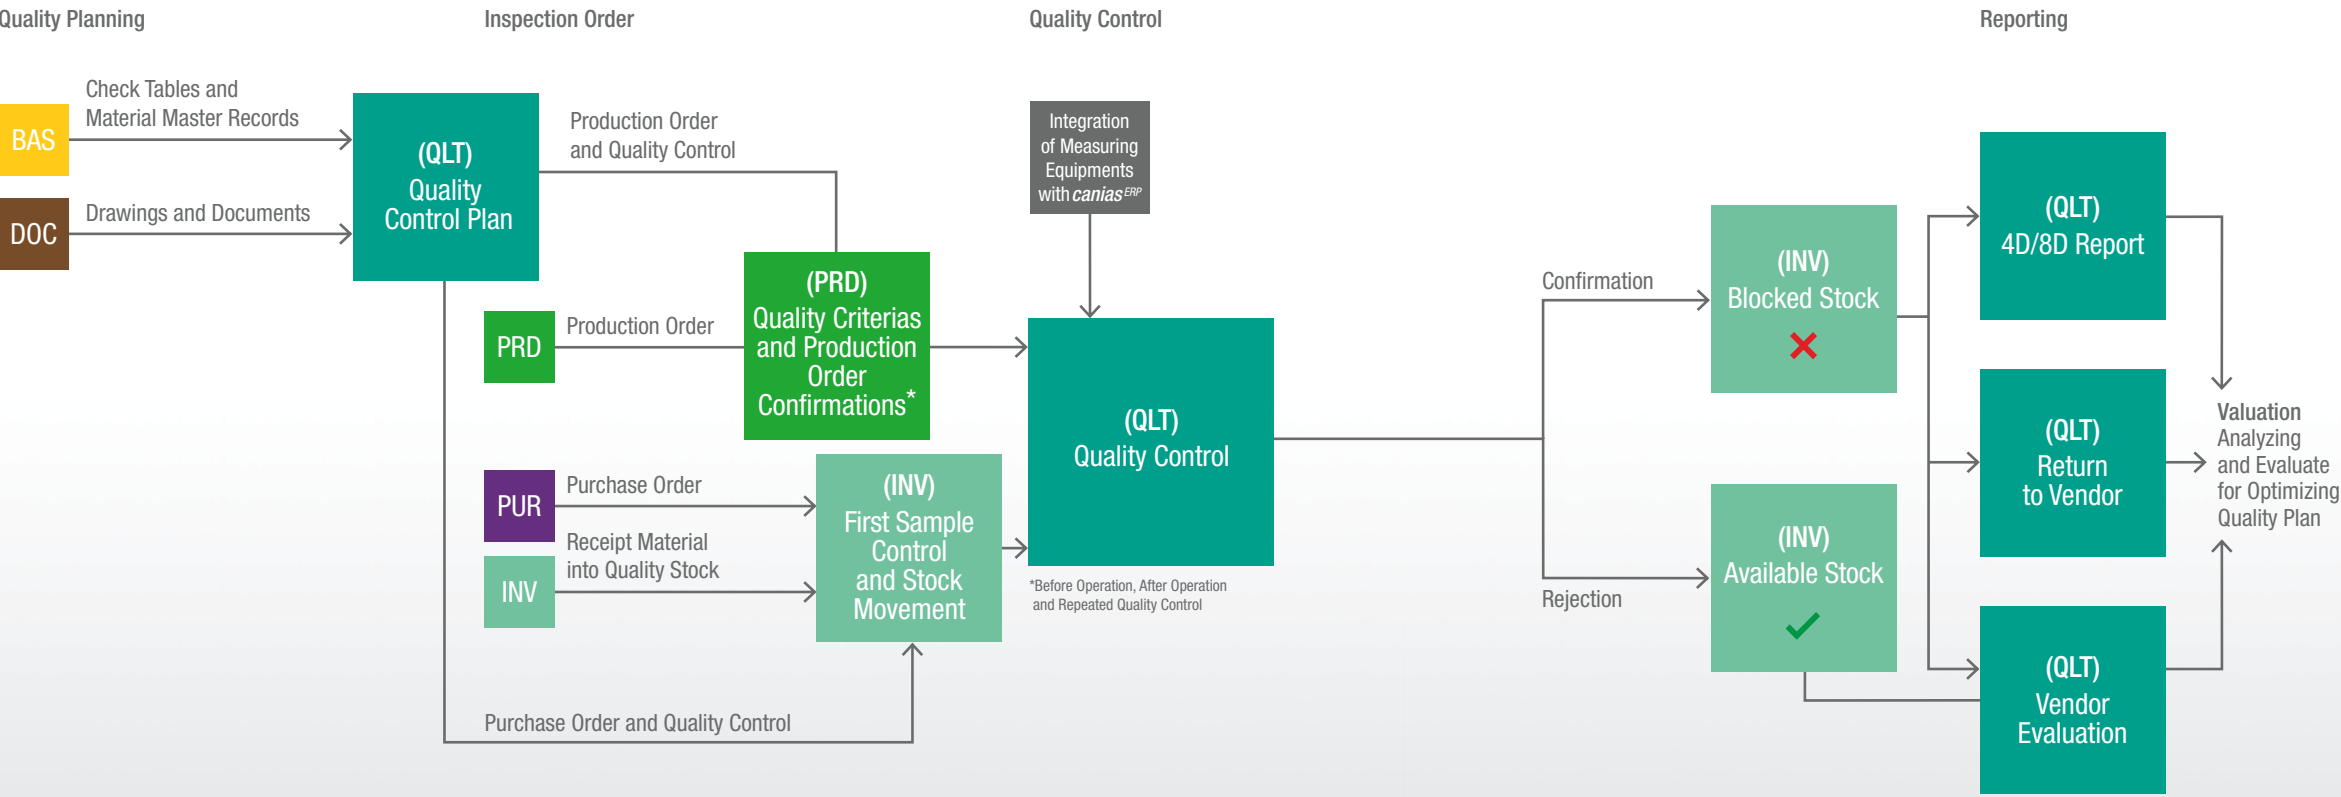 Quality Planning
Inspection Order
Quality Control
Reporting
BAS
Check Tables and
Material Master Records
DOC
Drawings and Documents
(QLT)
Quality
Control Plan
Production Order
and Quality Control
PRD
Production Order
(PRD)
Quality Criterias
and Production
Order
Confirmations*
PUR
Purchase Order
INV
Receipt Material
into Quality Stock
(INV)
First Sample
Control
and Stock
Movement
Purchase Order and Quality Control
Integration
of Measuring
Equipments
with canias ERP
(QLT)
Quality Control
*Before Operation, After Operation
and Repeated Quality Control
Confirmation
Rejection
(INV)
Blocked Stock
(INV)
Available Stock
(QLT)
4D/8D Report
(QLT)
Return
to Vendor
(QLT)
Vendor
Evaluation
Valuation
Analyzing
and Evaluate
for Optimizing
Quality Plan